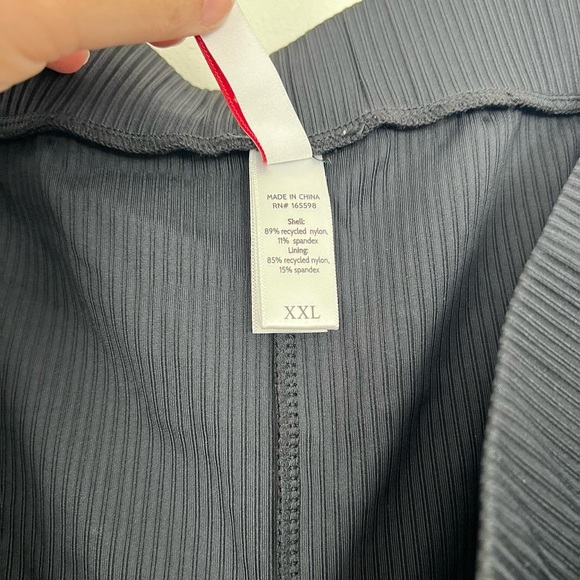 MADE IN CHINA
RN# 165598
Shell:
89% recycled nylon,
11% spandex
Lining:
85% recycled nylon,
15% spandex
XXL